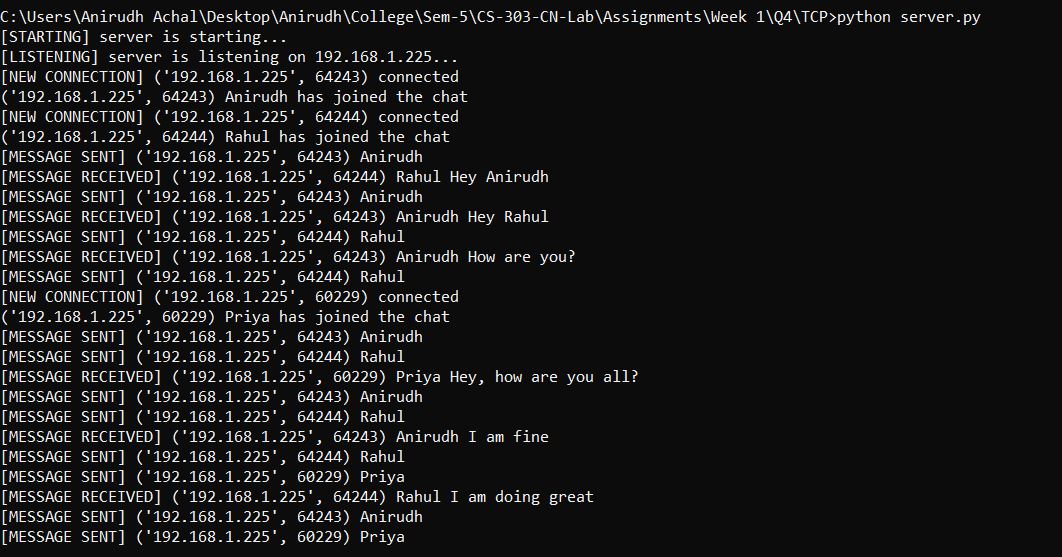 C:\Users\Anirudh Achal\Desktop\Anirudh\College\Sem-5\CS-303-CN-Lab\Assignments\Week 1\Q4\TCP>python server.py
[STARTING] server is starting...
[LISTENING] server is listening on 192.168.1.225...
[NEW CONNECTION] ('192.168.1.225', 64243) connected
('192.168.1.225', 64243) Anirudh has joined the chat
[NEW CONNECTION] ('192.168.1.225', 64244) connected
('192.168.1.225', 64244) Rahul has joined the chat
[MESSAGE SENT] ('192.168.1.225', 64243) Anirudh
[MESSAGE RECEIVED] ('192.168.1.225', 64244) Rahul Hey Anirudh
[MESSAGE SENT] ('192.168.1.225', 64243) Anirudh
[MESSAGE RECEIVED] ('192.168.1.225', 64243) Anirudh Hey Rahul
[MESSAGE SENT] ('192.168.1.225', 64244) Rahul
[MESSAGE RECEIVED] ('192.168.1.225', 64243) Anirudh How are you?
[MESSAGE SENT] ('192.168.1.225', 64244) Rahul
[NEW CONNECTION] ('192.168.1.225', 60229) connected
('192.168.1.225', 60229) Priya has joined the chat
[MESSAGE SENT] ('192.168.1.225', 64243) Anirudh
[MESSAGE SENT] ('192.168.1.225', 64244) Rahul
[MESSAGE RECEIVED] ('192.168.1.225', 60229) Priya Hey, how are you all?
[MESSAGE SENT] ('192.168.1.225', 64243) Anirudh
[MESSAGE SENT] ('192.168.1.225', 64244) Rahul
[MESSAGE RECEIVED] ('192.168.1.225', 64243) Anirudh I am fine
[MESSAGE SENT] ('192.168.1.225', 64244) Rahul
[MESSAGE SENT] ('192.168.1.225', 60229) Priya
[MESSAGE RECEIVED] ('192.168.1.225', 64244) Rahul I am doing great
[MESSAGE SENT] ('192.168.1.225', 64243) Anirudh
[MESSAGE SENT] ('192.168.1.225', 60229) Priya